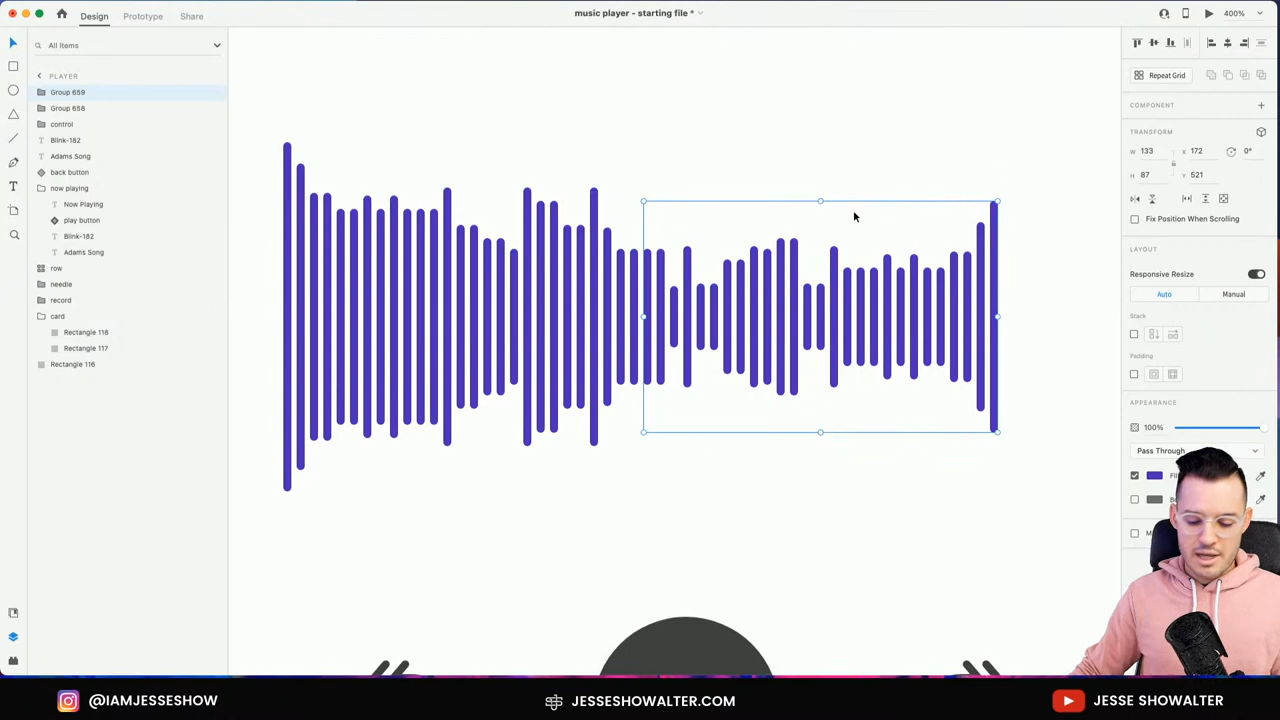 music player - starting file *
Design
Prototype
Share
400%
All Items
PLAYER
Group 659
Group 658
control
Blink-182
Adams Song
back button
now playing
Now Playing
play button
Blink-182
Adams Song
row
needle
record
card
Rectangle 118
Rectangle 117
Rectangle 116
Repeat Grid
COMPONENT
TRANSFORM
W 133 X 172 0°
H 87 Y 521
Fix Position When Scrolling
LAYOUT
Responsive Resize
Auto
Manual
Stack
Padding
APPEARANCE
100%
Pass Through
@IAMJESSESHOW
JESSESHOWALTER.COM
JESSE SHOWALTER